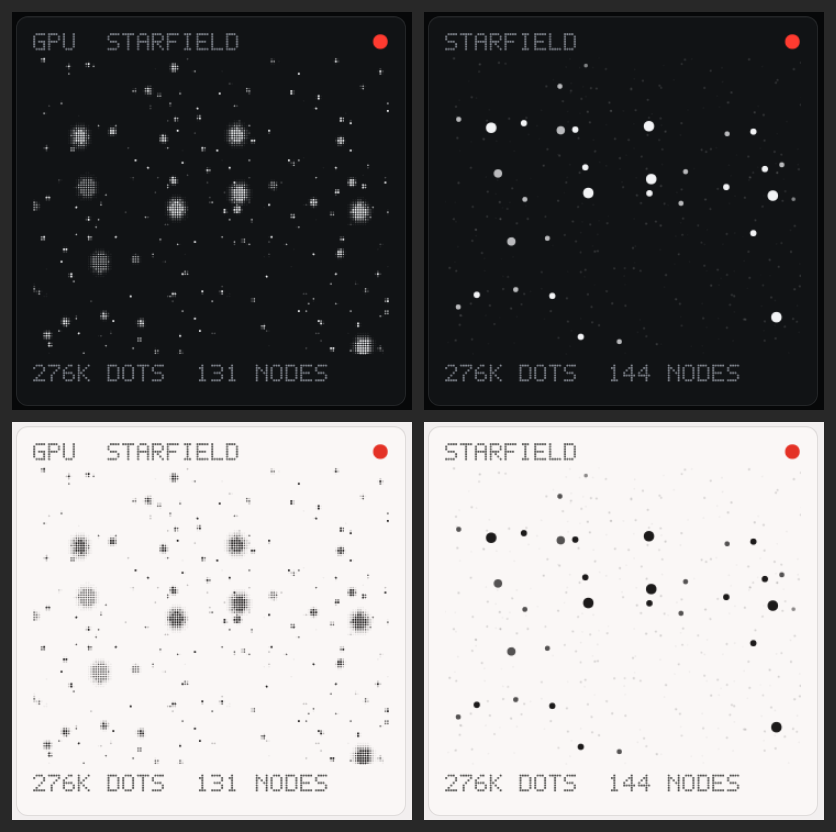 GPU STARFIELD
276K DOTS 131 NODES
STARFIELD
276K DOTS 144 NODES
GPU STARFIELD
276K DOTS 131 NODES
STARFIELD
276K DOTS 144 NODES